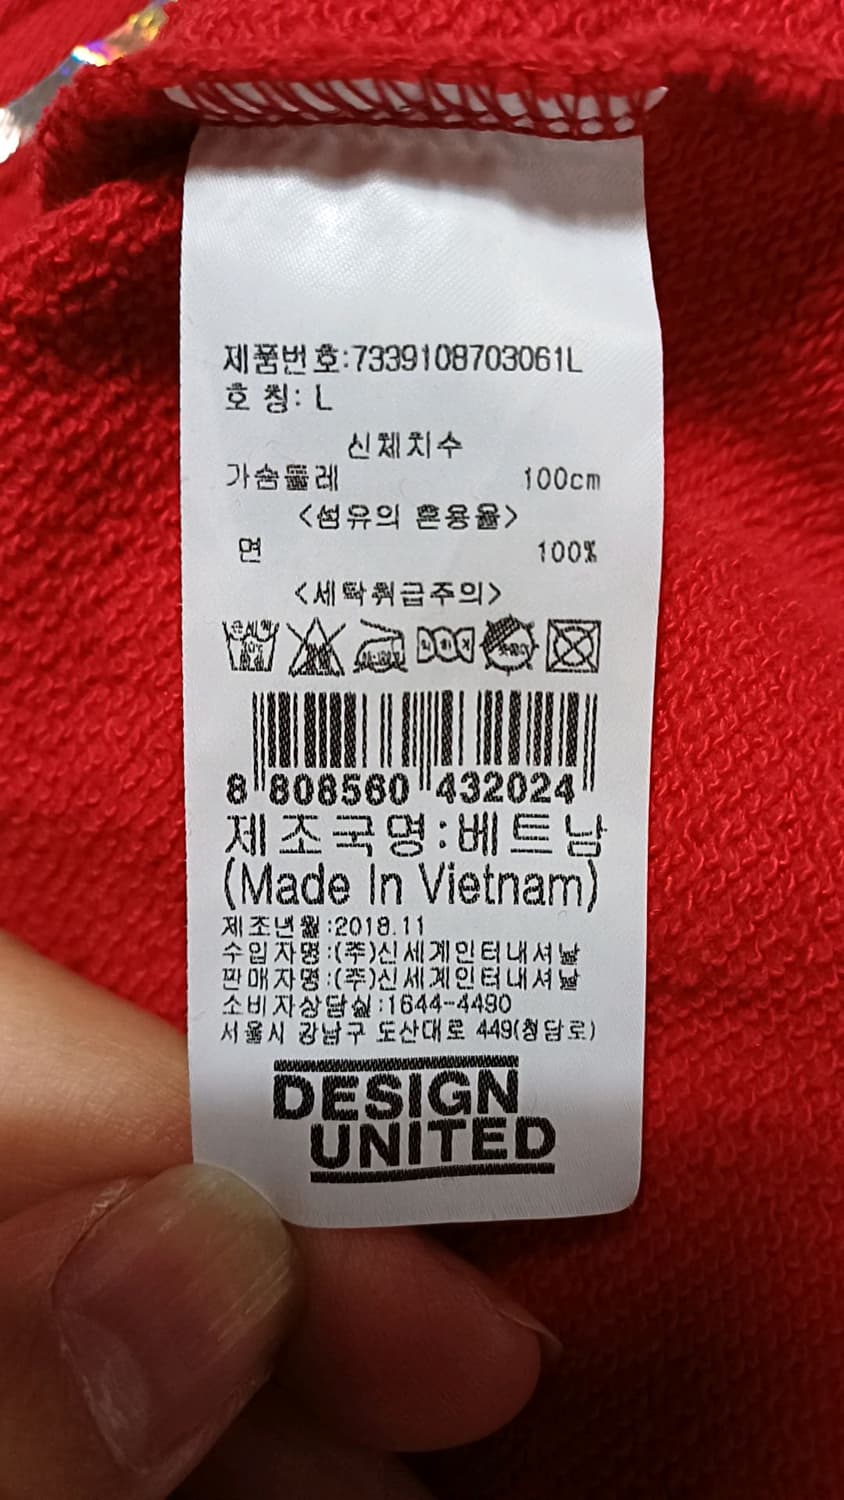 제품번호:7339108703061L
호 칭: L
신체치수
가슴둘레 100cm
<섬유의 혼용율>
면 100%
<세탁취급주의>
8 808560 432024
제조국명:베트남
(Made In Vietnam)
제조년월:2018.11
수입자명:(주)신세계인터내셔날
판매자명:(주)신세계인터내셔날
소비자상담실:1644-4490
서울시 강남구 도산대로 449(청담로)
DESIGN
UNITED